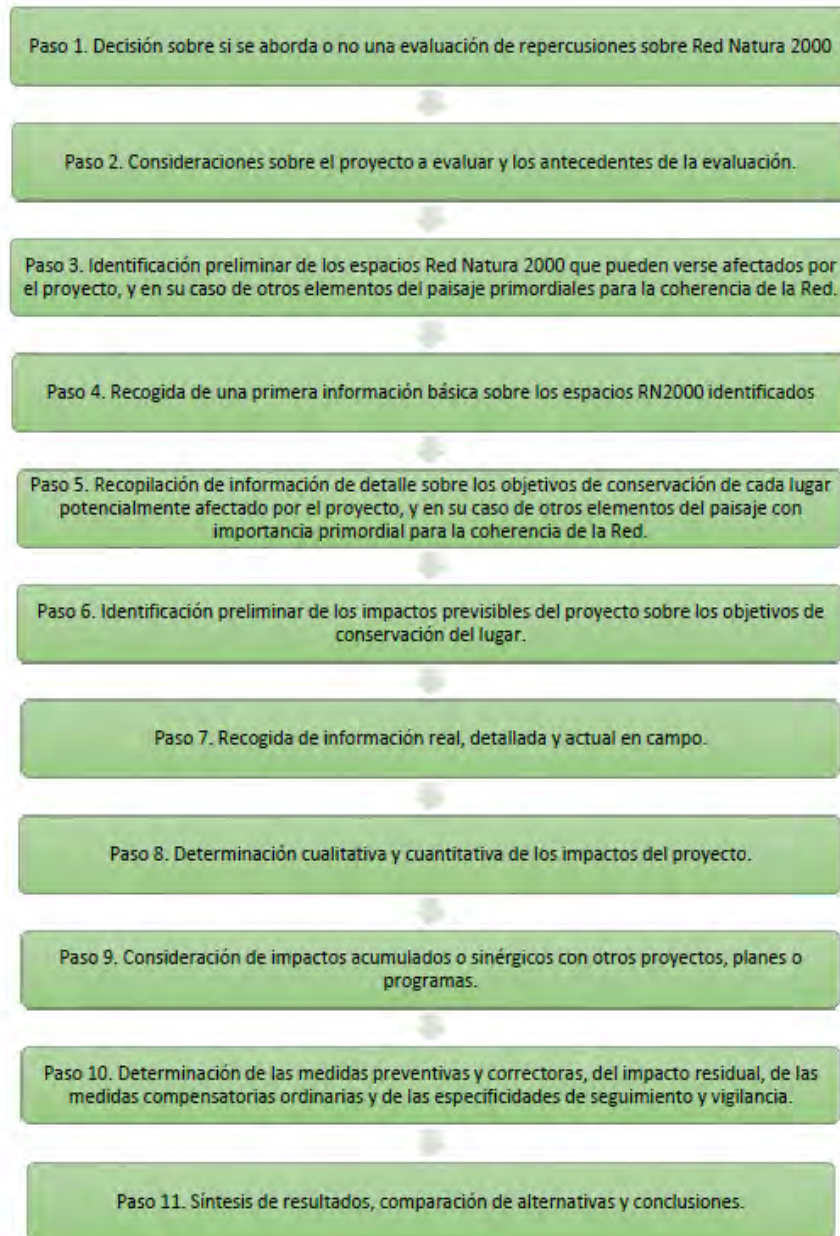 Paso 1. Decisión sobre si se aborda o no una evaluación de repercusiones sobre Red Natura 2000
Paso 2. Consideraciones sobre el proyecto a evaluar y los antecedentes de la evaluación.
Paso 3. Identificación preliminar de los espacios Red Natura 2000 que pueden verse afectados por
el proyecto, y en su caso de otros elementos del paisaje primordiales para la coherencia de la Red.
Paso 4. Recogida de una primera información básica sobre los espacios RN2000 identificados
Paso 5. Recopilación de información de detalle sobre los objetivos de conservación de cada lugar
potencialmente afectado por el proyecto, y en su caso de otros elementos del paisaje con
importancia primordial para la coherencia de la Red.
Paso 6. Identificación preliminar de los impactos previsibles del proyecto sobre los objetivos de
conservación del lugar.
Paso 7. Recogida de información real, detallada y actual en campo.
Paso 8. Determinación cualitativa y cuantitativa de los impactos del proyecto.
Paso 9. Consideración de impactos acumulados o sinérgicos con otros proyectos, planes o
programas.
Paso 10. Determinación de las medidas preventivas y correctoras, del impacto residual, de las
medidas compensatorias ordinarias y de las especificidades de seguimiento y vigilancia.
Paso 11. Síntesis de resultados, comparación de alternativas y conclusiones.